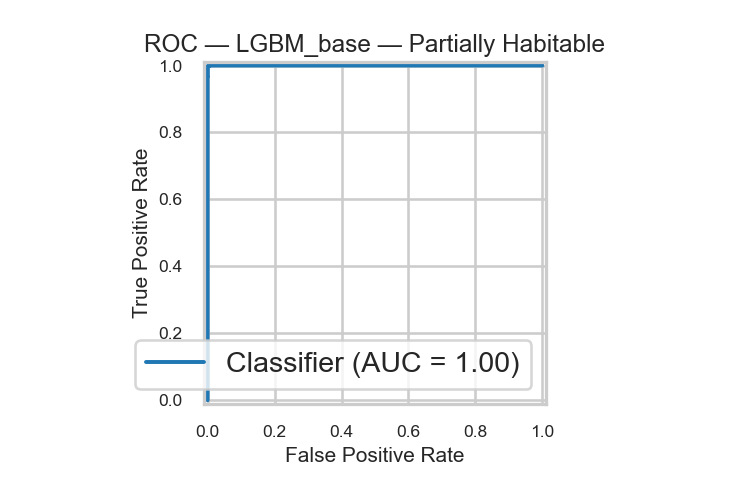 ROC — LGBM_base — Partially Habitable
1.0
0.8
0.6
0.4
0.2
0.0
True Positive Rate
Classifier (AUC = 1.00)
0.0 0.2 0.4 0.6 0.8 1.0
False Positive Rate